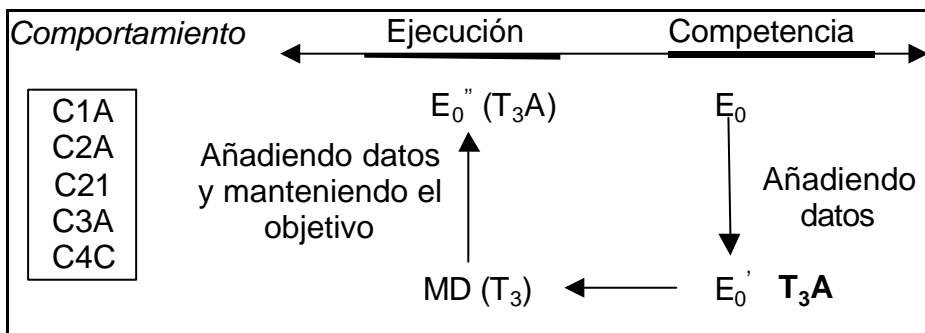 Comportamiento Ejecución Competencia
C1A
C2A
C21
C3A
C4C
E₀’’ (T₃A)
Añadiendo datos
y manteniendo el
objetivo
MD (T₃)
E₀
Añadiendo
datos
E₀’ T₃A